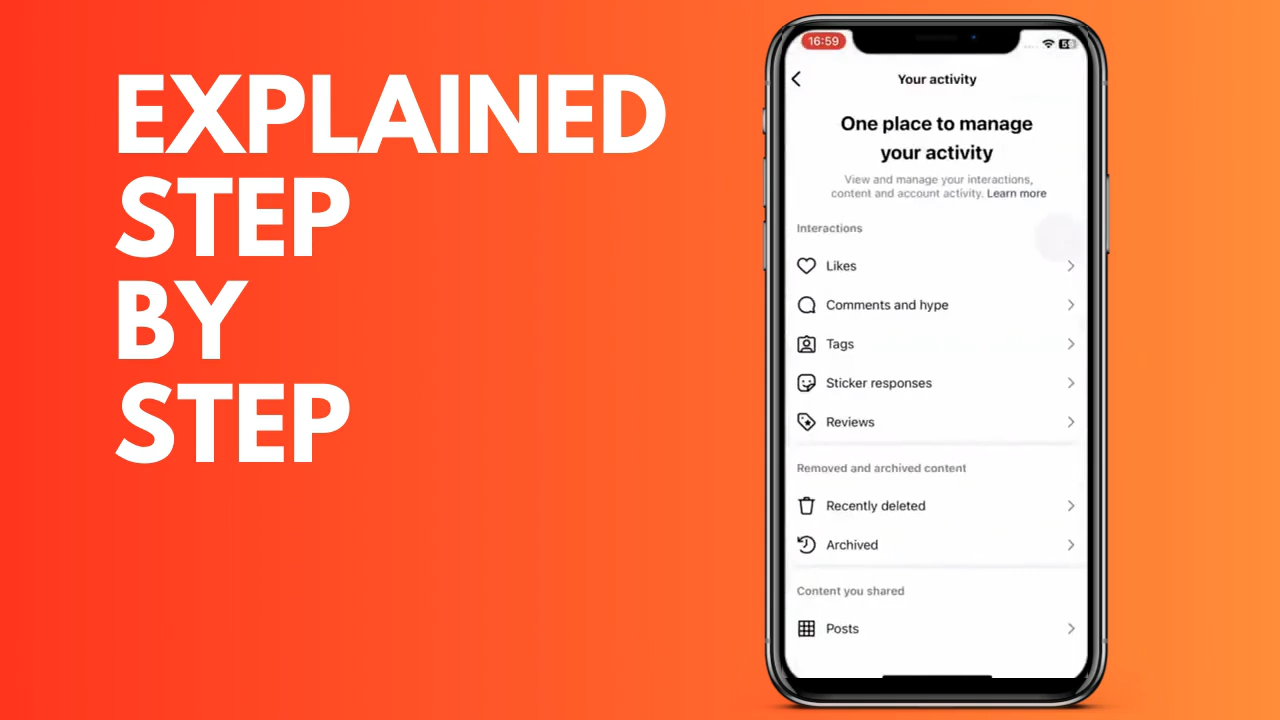 EXPLAINED
STEP
BY
STEP
16:59
Your activity
One place to manage
your activity
View and manage your interactions,
content and account activity. Learn more
Interactions
Likes
Comments and hype
Tags
Sticker responses
Reviews
Removed and archived content
Recently deleted
Archived
Content you shared
Posts